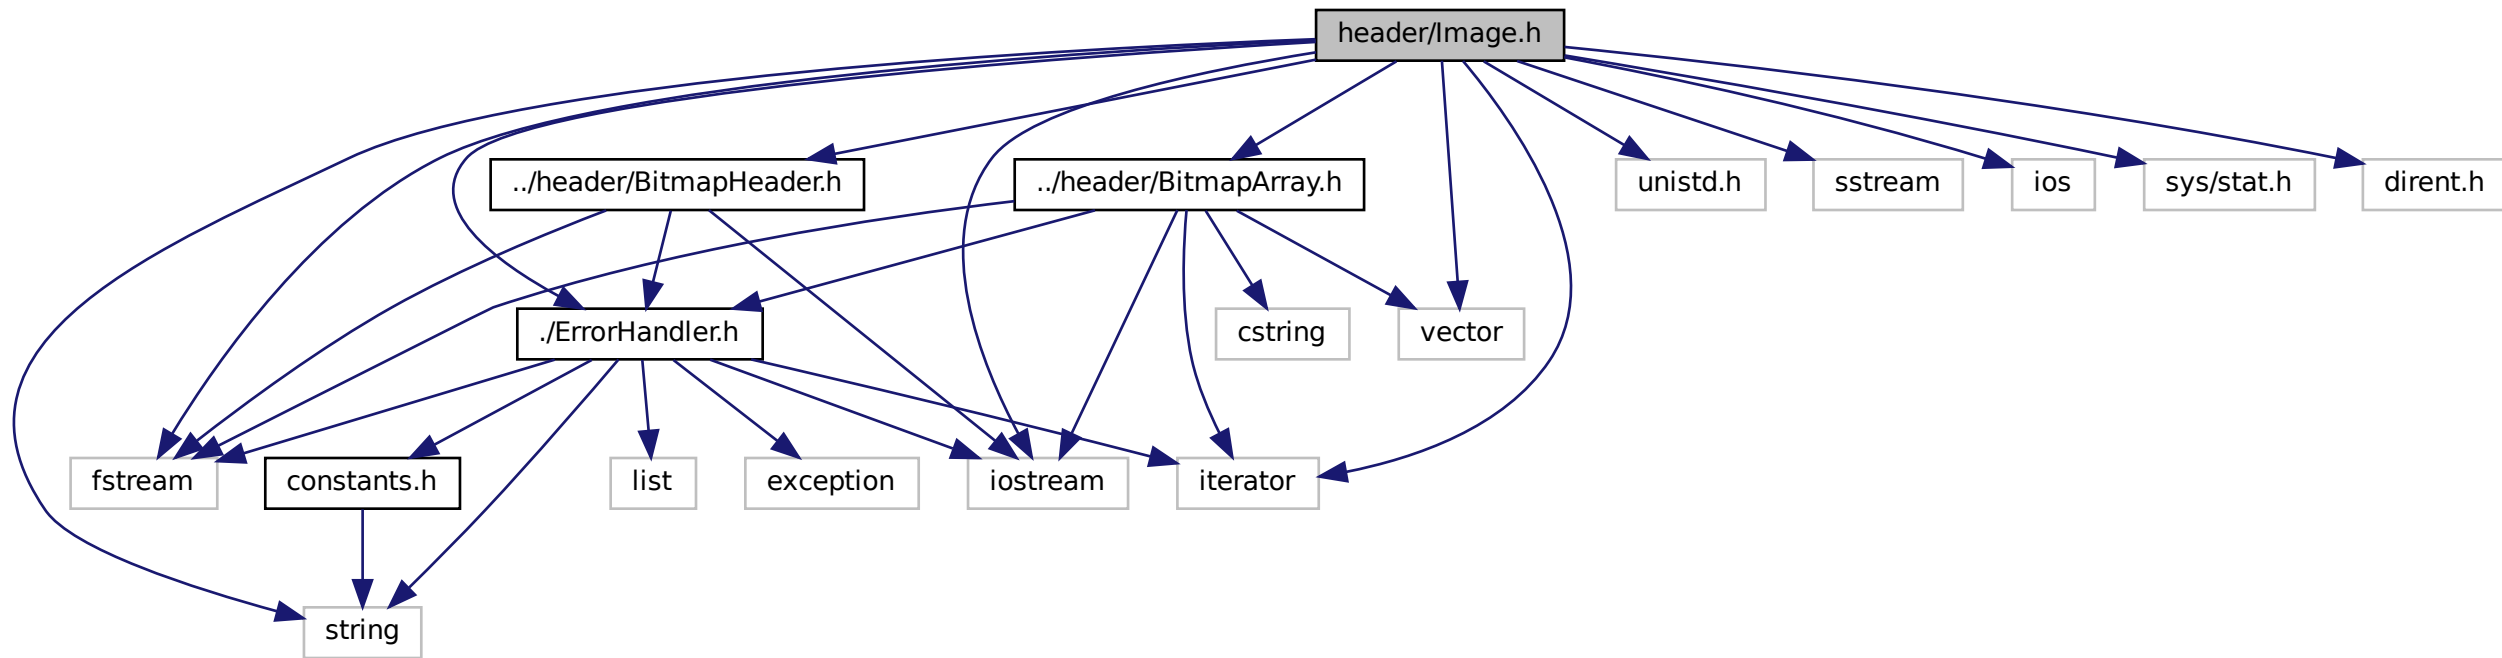 header/Image.h
../header/BitmapHeader.h
../header/BitmapArray.h
unistd.h
sstream
ios
sys/stat.h
dirent.h
./ErrorHandler.h
cstring
vector
fstream
constants.h
list
exception
iostream
iterator
string